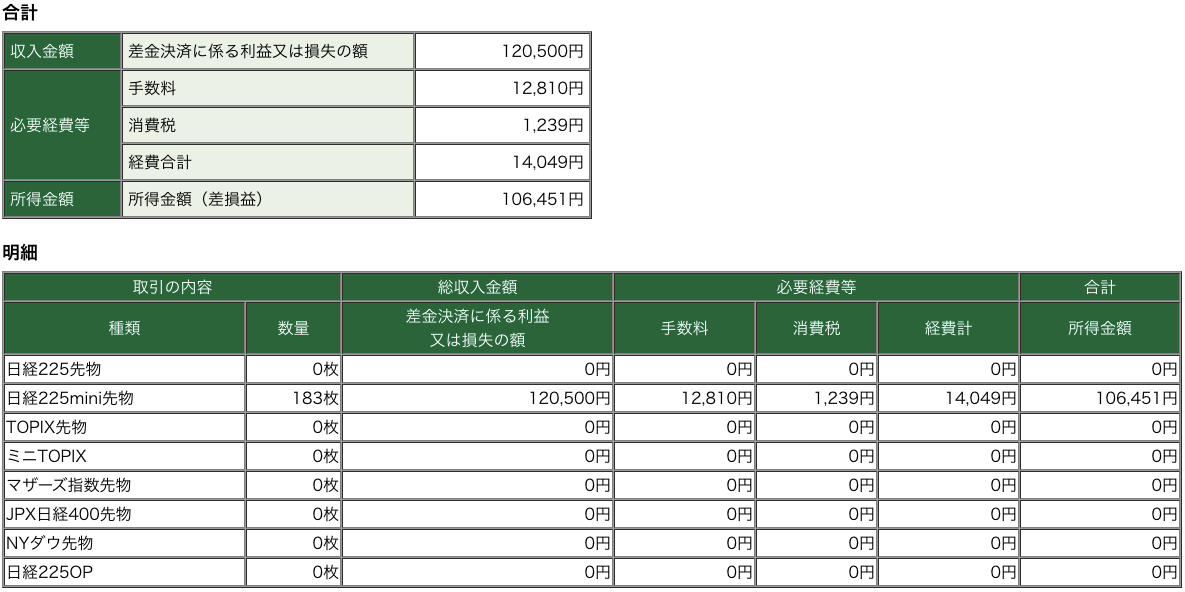 合計
収入金額 差金決済に係る利益又は損失の額 120,500円
必要経費等 手数料 12,810円
消費税 1,239円
経費合計 14,049円
所得金額 所得金額（差損益） 106,451円
明細
取引の内容 総収入金額 必要経費等 合計
種類 数量 差金決済に係る利益 手数料 消費税 経費計 所得金額
又は損失の額
日経225先物 0枚 0円 0円 0円 0円 0円
日経225mini先物 183枚 120,500円 12,810円 1,239円 14,049円 106,451円
TOPIX先物 0枚 0円 0円 0円 0円 0円
ミニTOPIX 0枚 0円 0円 0円 0円 0円
マザーズ指数先物 0枚 0円 0円 0円 0円 0円
JPX日経400先物 0枚 0円 0円 0円 0円 0円
NYダウ先物 0枚 0円 0円 0円 0円 0円
日経225OP 0枚 0円 0円 0円 0円 0円